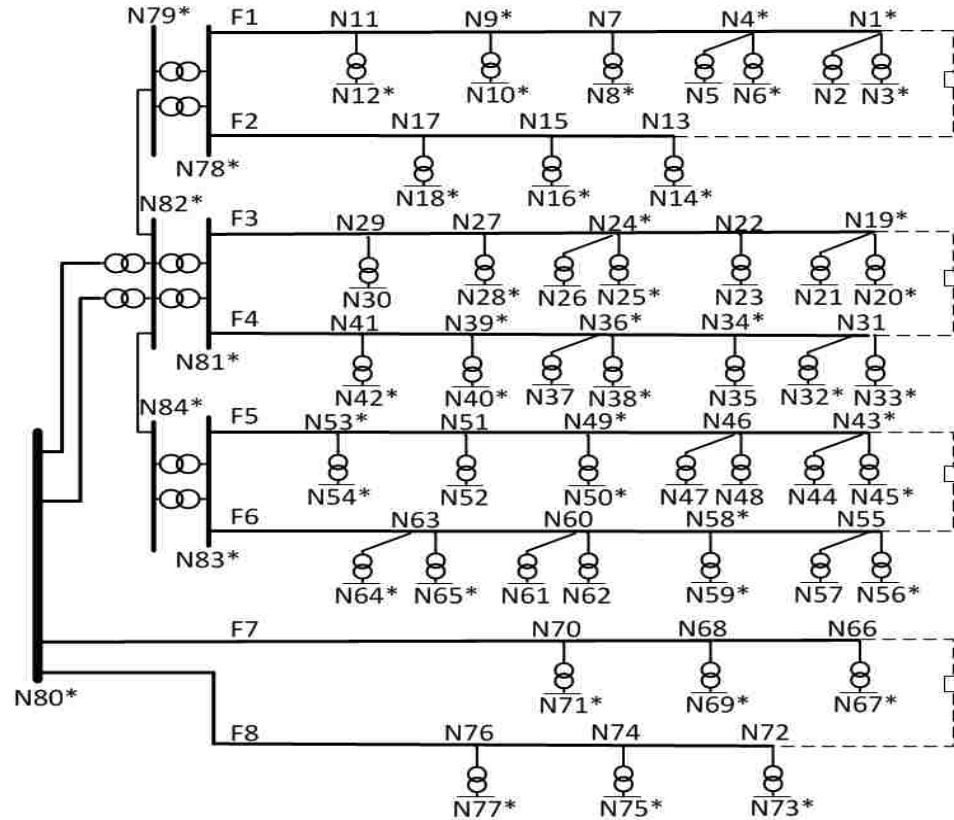 N79* F1 N11 N9* N7 N4* N1*
N12* N10* N8* N5 N6* N2 N3*
F2 N17 N15 N13
N78*
N18* N16* N14*
N82*
F3 N29 N27 N24* N22 N19*
N30 N28* N26 N25* N23 N21 N20*
F4 N41 N39* N36* N34* N31
N81*
N42* N40* N37 N38* N35 N32* N33*
N84*
F5 N53* N51 N49* N46 N43*
N54* N52 N50* N47 N48 N44 N45*
F6 N63 N60 N58* N55
N83*
N64* N65* N61 N62 N59* N57 N56*
F7 N70 N68 N66
N80*
N71* N69* N67*
F8 N76 N74 N72
N77* N75* N73*